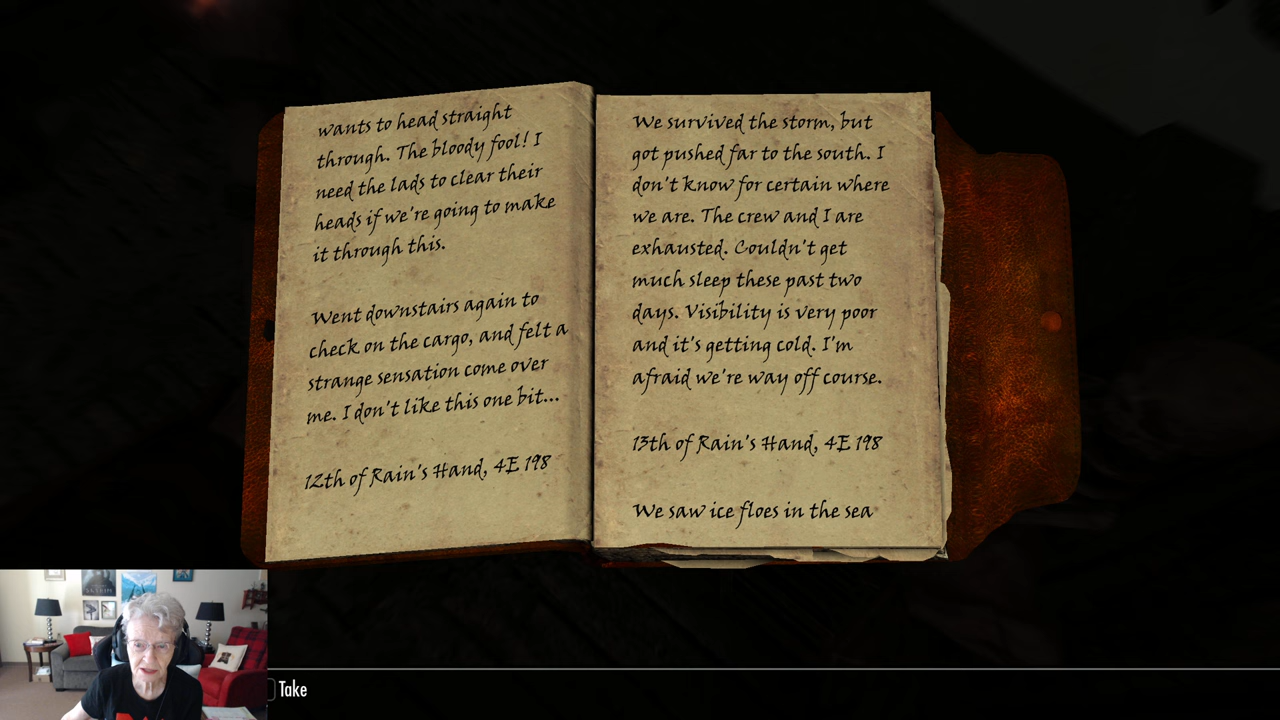 wants to head straight
through. The bloody fool! I
need the lads to clear their
heads if we're going to make
it through this.
Went downstairs again to
check on the cargo, and felt a
strange sensation come over
me. I don't like this one bit...
12th of Rain's Hand, 4E 198
We survived the storm, but
got pushed far to the south. I
don't know for certain where
we are. The crew and I are
exhausted. Couldn't get
much sleep these past two
days. Visibility is very poor
and it's getting cold. I'm
afraid we're way off course.
13th of Rain's Hand, 4E 198
We saw ice floes in the sea
Take